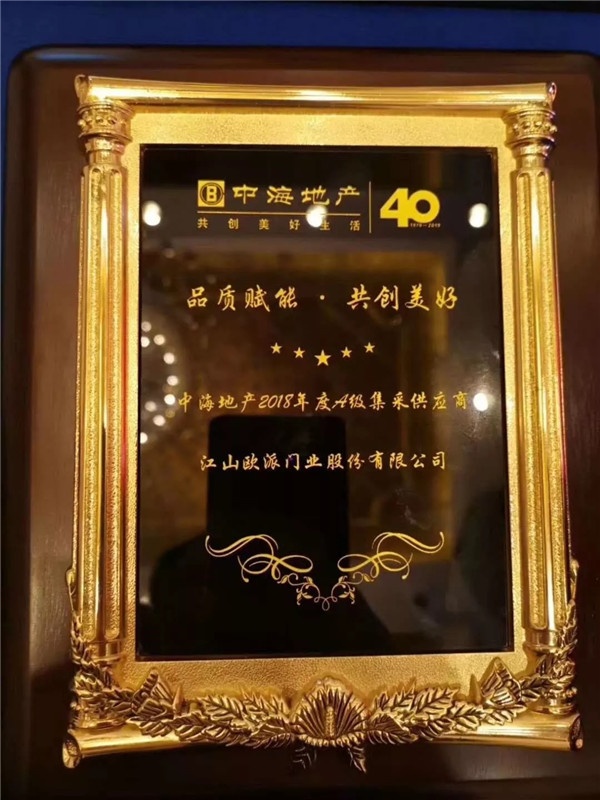 B 中海地产 40
共创美好生活 1979-2019
品质赋能·共创美好
中海地产2018年度A级集采供应商
江山欧派门业股份有限公司